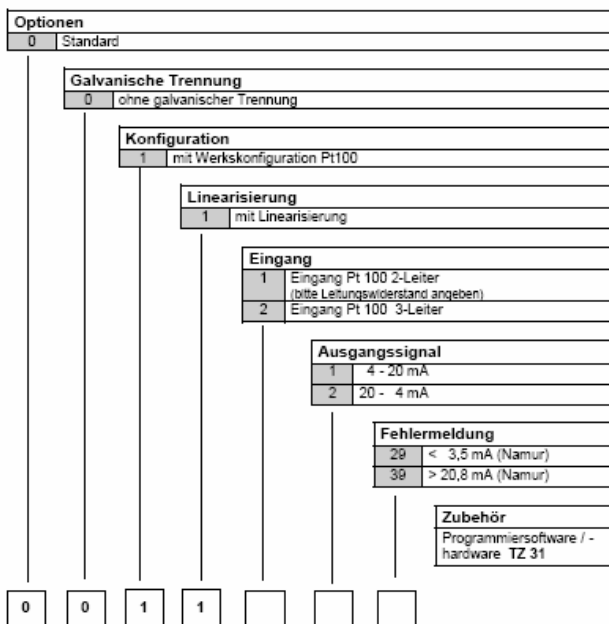 Optionen
0 Standard
Galvanische Trennung
0 ohne galvanischer Trennung
Konfiguration
1 mit Werkskonfiguration Pt100
Linearisierung
1 mit Linearisierung
Eingang
1 Eingang Pt 100 2-Leiter
(bitte Leitungswiderstand angeben)
2 Eingang Pt 100 3-Leiter
Ausgangssignal
1 4 - 20 mA
2 20 - 4 mA
Fehlermeldung
29 < 3,5 mA (Namur)
39 > 20,8 mA (Namur)
Zubehör
Programmiersoftware / -
hardware TZ 31
0 0 1 1